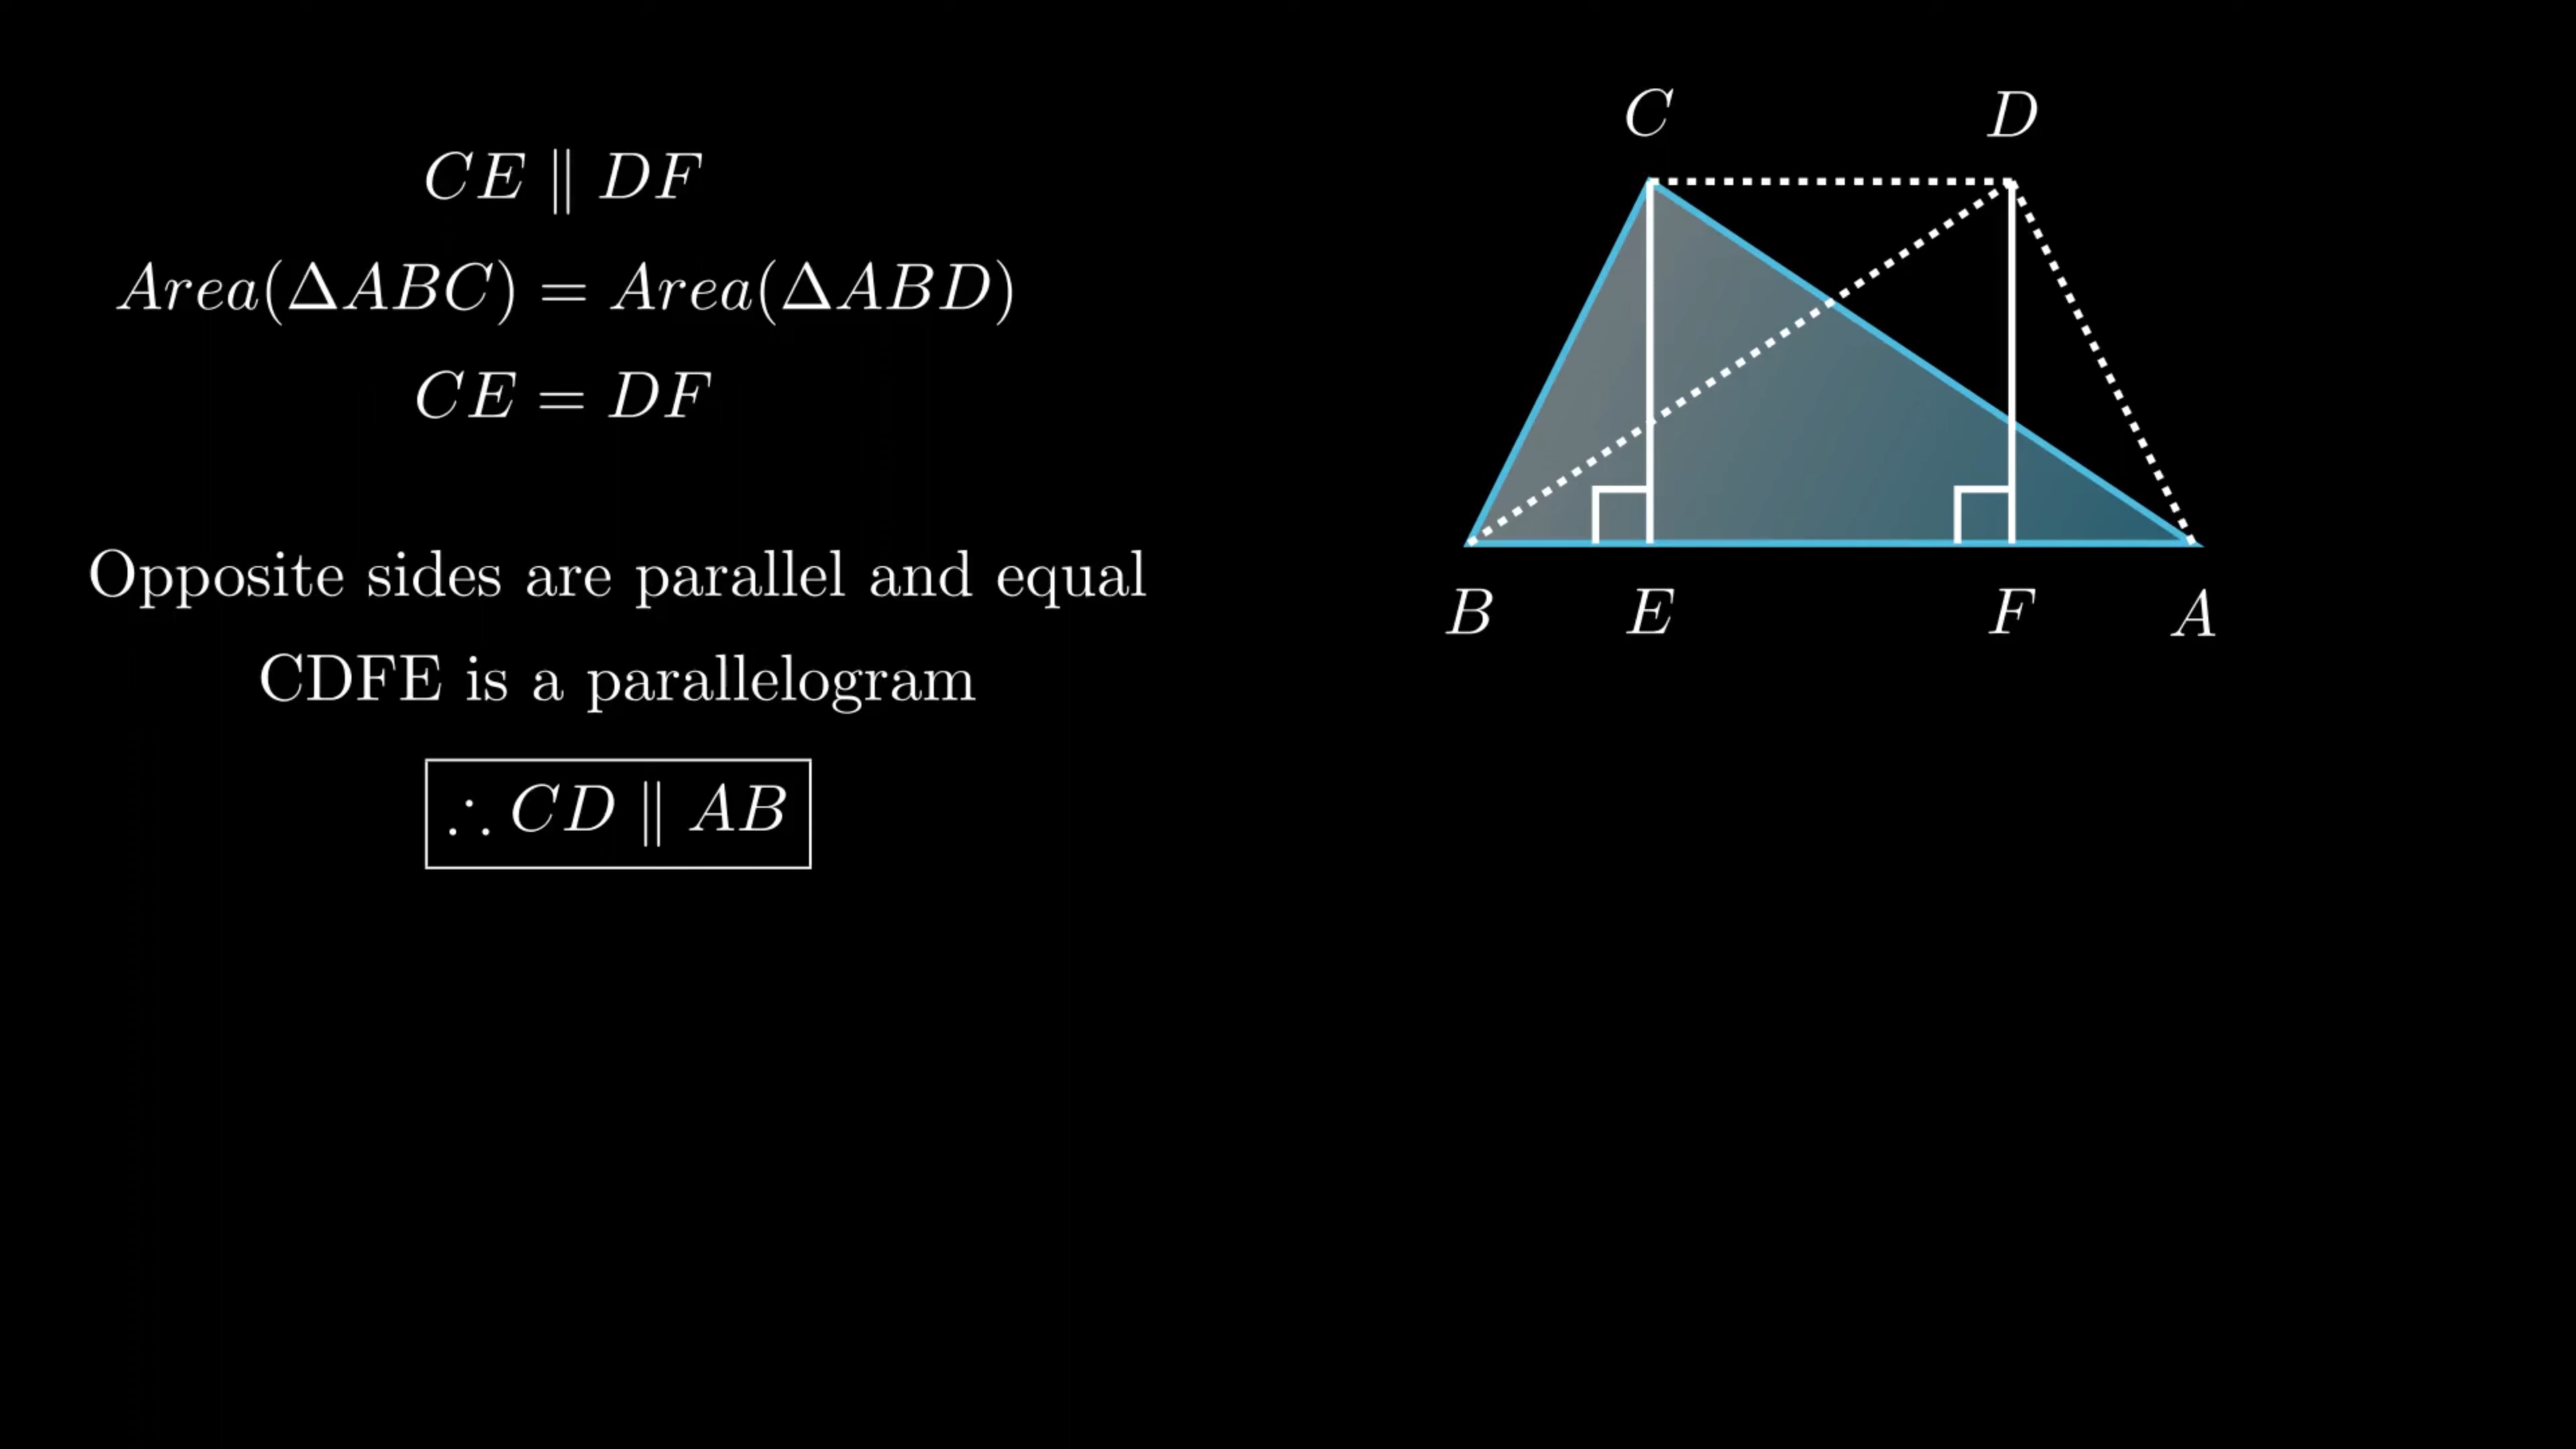 CE ∥ DF
Area(ΔABC) = Area(ΔABD)
CE = DF
Opposite sides are parallel and equal
CDFE is a parallelogram
∴ CD ∥ AB
C D
B E F A